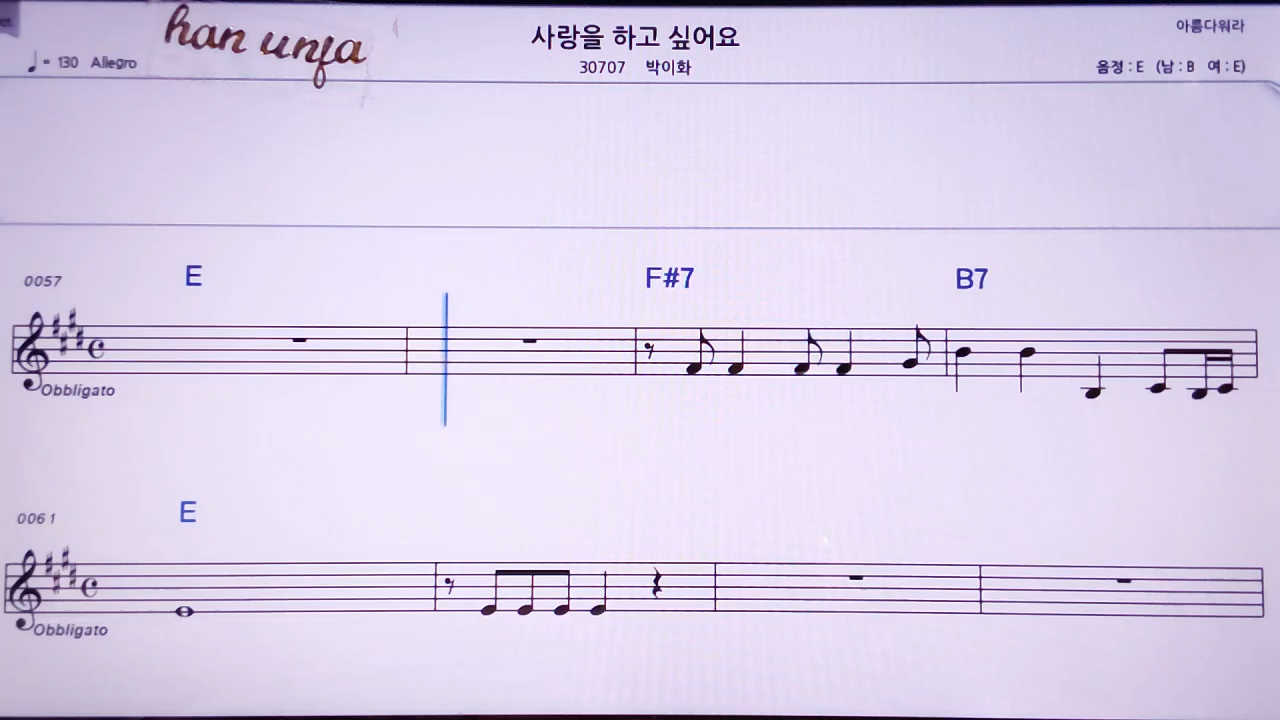 han unfa
사랑을 하고 싶어요
아름다워라
♩= 130 Allegro
30707 박이화
음정 : E (남 : B 여 : E)
0057
E
F#7
B7
Obbligato
0061
E
Obbligato